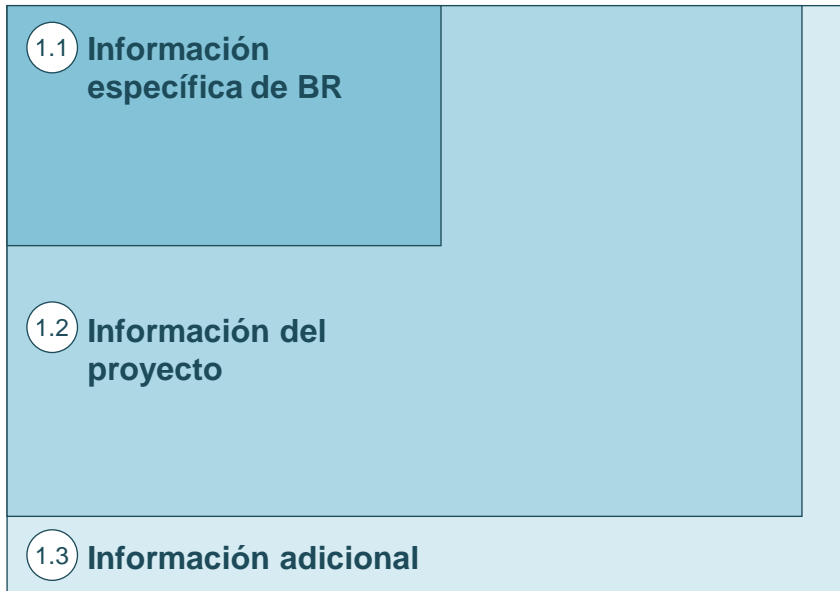 1.1 Información
específica de BR
1.2 Información del
proyecto
1.3 Información adicional